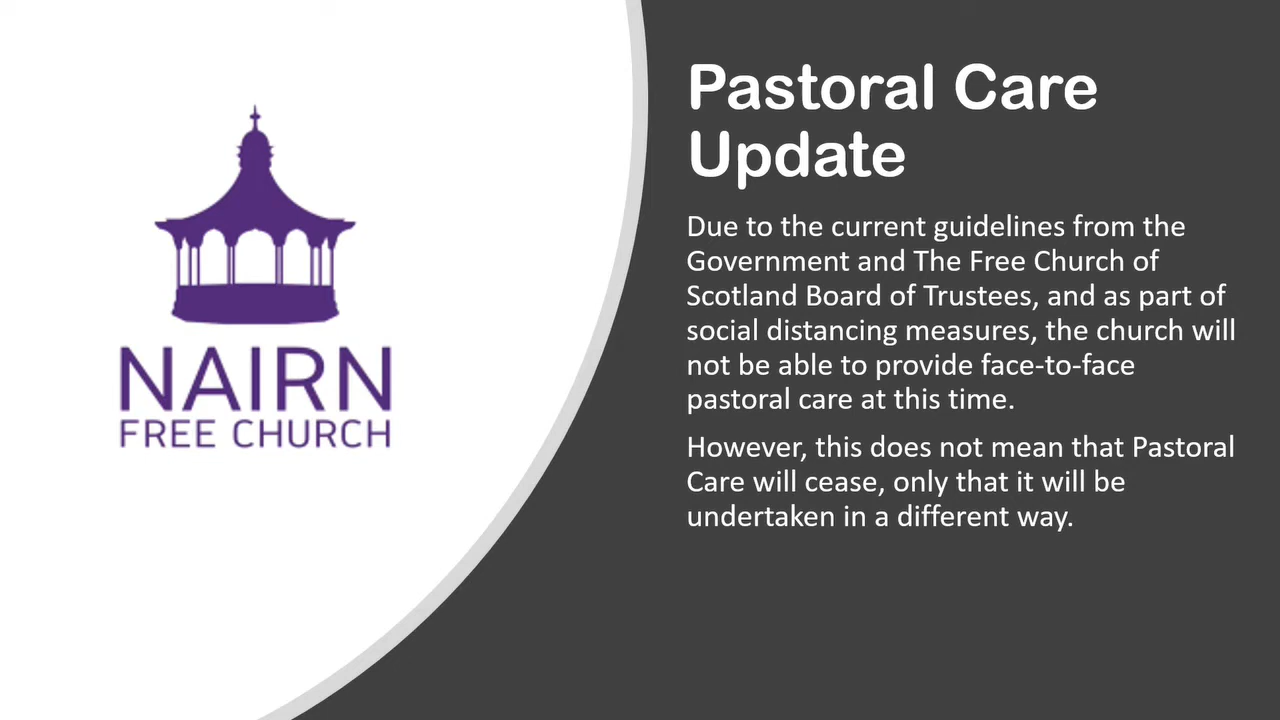 NAIRN
FREE CHURCH
Pastoral Care
Update
Due to the current guidelines from the
Government and The Free Church of
Scotland Board of Trustees, and as part of
social distancing measures, the church will
not be able to provide face-to-face
pastoral care at this time.
However, this does not mean that Pastoral
Care will cease, only that it will be
undertaken in a different way.